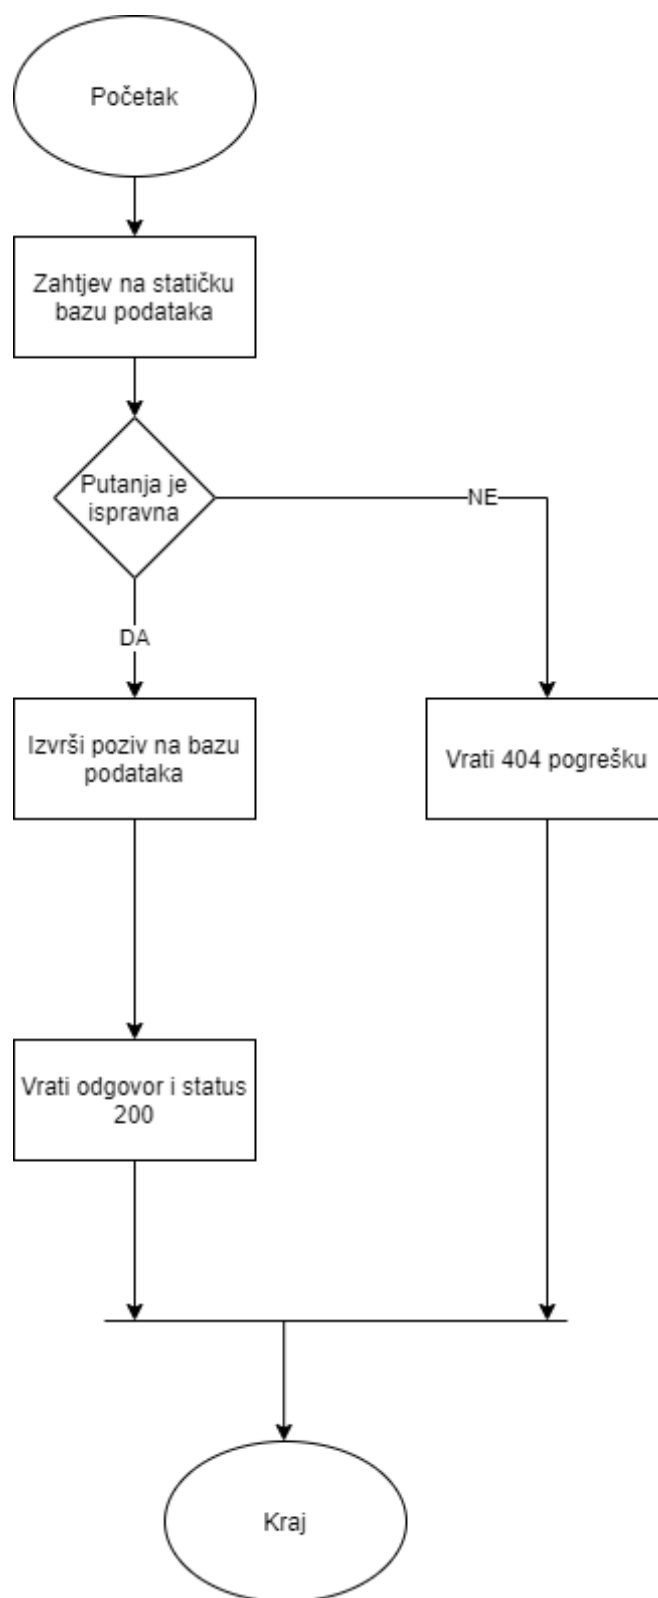 Početak
Zahtjev na statičku
bazu podataka
Putanja je
ispravna
NE
DA
Izvrši poziv na bazu
podataka
Vrati 404 pogrešku
Vrati odgovor i status
200
Kraj